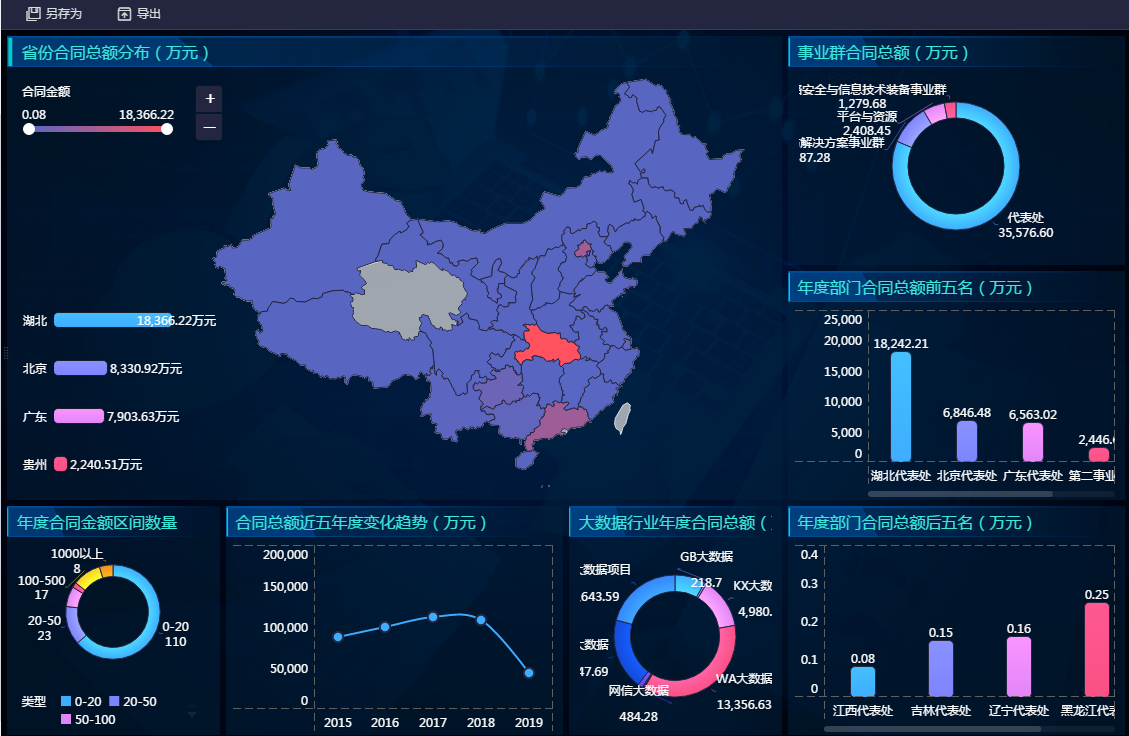 另存为 导出
省份合同总额分布（万元）
合同金额
0.08 18,366.22
+
—
湖北 18,366.22万元
北京 8,330.92万元
广东 7,903.63万元
贵州 2,240.51万元
事业群合同总额（万元）
安全与信息技术装备事业群
1,279.68
平台与资源
2,408.45
解决方案事业群
87.28
代表处
35,576.60
年度部门合同总额前五名（万元）
25,000
20,000
15,000
10,000
5,000
0
18,242.21
6,846.48
6,563.02
2,446.
湖北代表处 北京代表处 广东代表处 第二事业
年度合同金额区间数量
1000以上
8
100-500
17
20-50
23
0-20
110
类型 0-20 20-50
50-100
合同总额近五年度变化趋势（万元）
200,000
150,000
100,000
50,000
0
2015 2016 2017 2018 2019
大数据行业年度合同总额（
GB大数据
218.7
KX大数
4,980.
WA大数据
13,356.63
网信大数据
484.28
数据
47.69
数据项目
643.59
年度部门合同总额后五名（万元）
0.4
0.3
0.2
0.1
0
0.08
0.15
0.16
0.25
江西代表处 吉林代表处 辽宁代表处 黑龙江代表